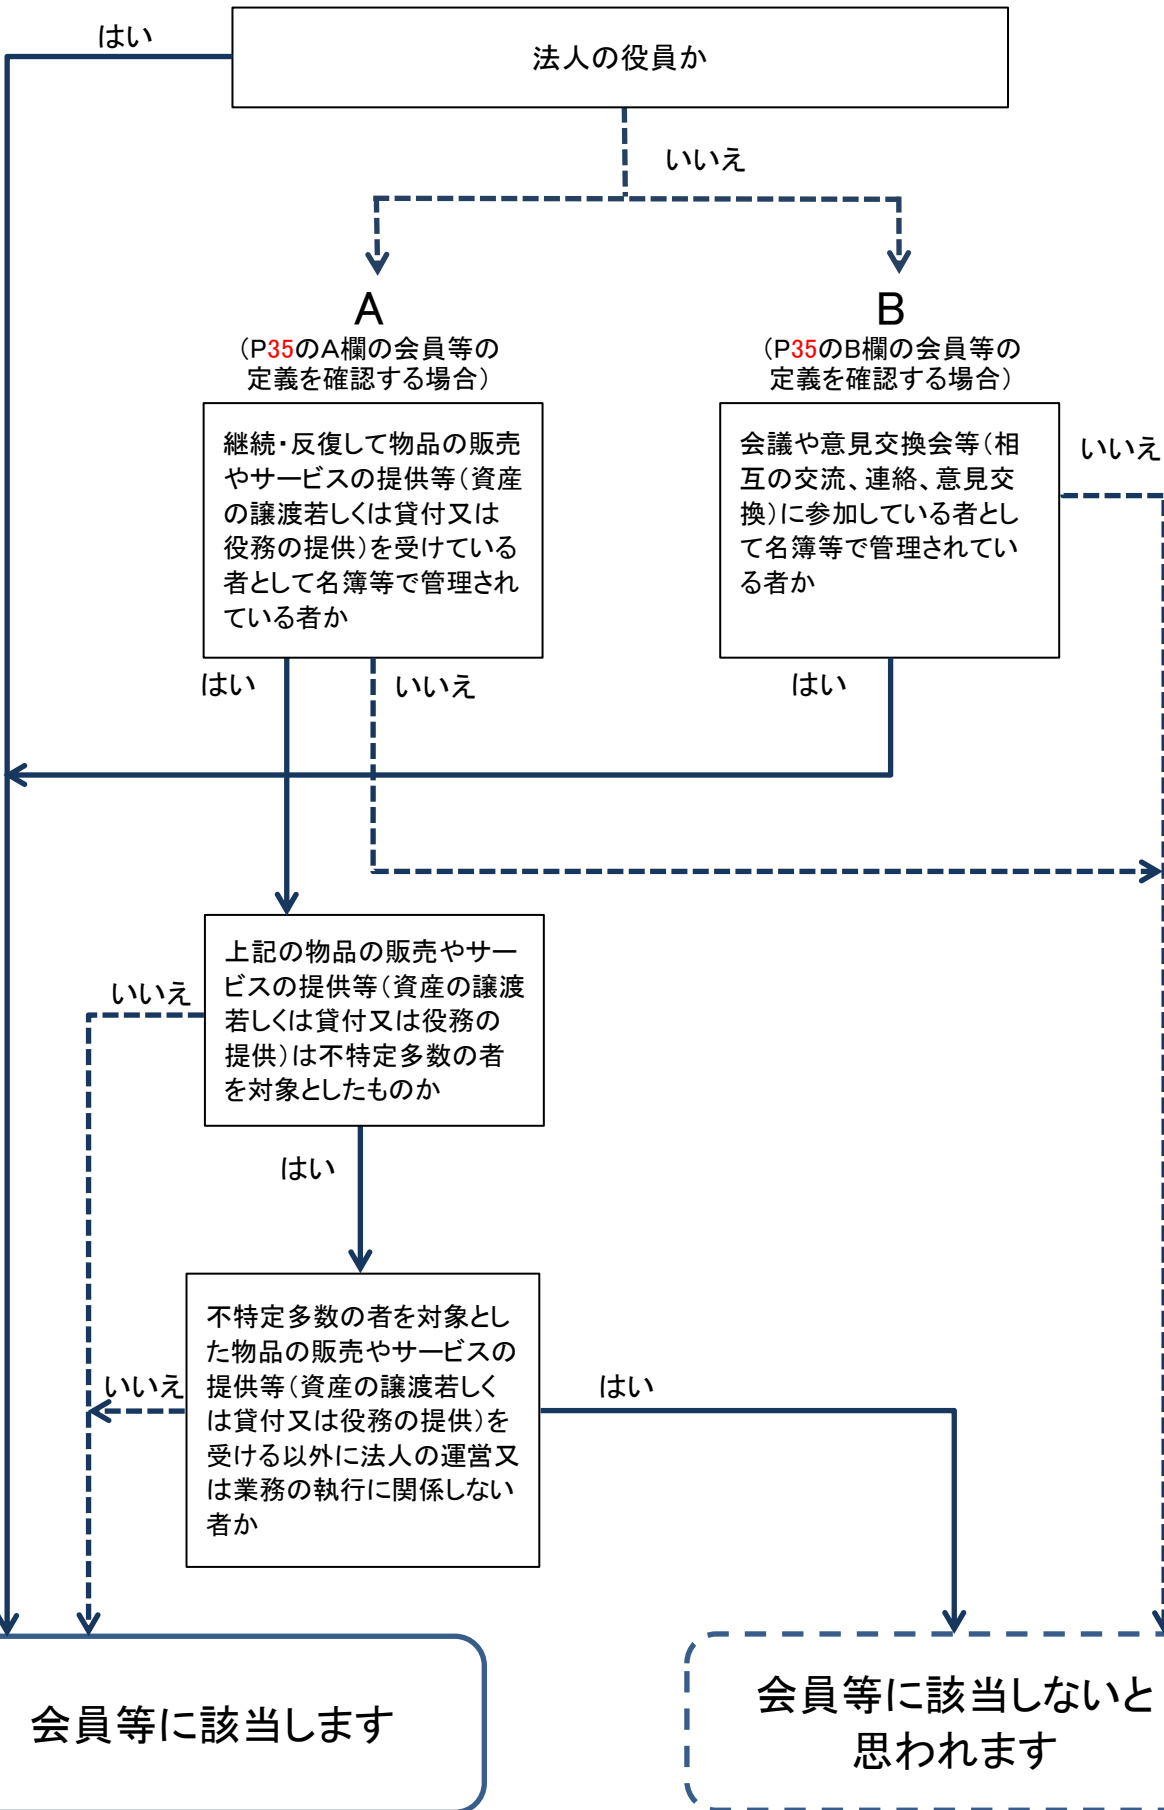 はい
法人の役員か
いいえ
A
（P35のA欄の会員等の
定義を確認する場合）
B
（P35のB欄の会員等の
定義を確認する場合）
継続・反復して物品の販売
やサービスの提供等（資産
の譲渡若しくは貸付又は
役務の提供）を受けている
者として名簿等で管理され
ている者か
会議や意見交換会等（相
互の交流、連絡、意見交
換）に参加している者とし
て名簿等で管理されてい
る者か
いいえ
はい
いいえ
はい
上記の物品の販売やサー
ビスの提供等（資産の譲渡
若しくは貸付又は役務の
提供）は不特定多数の者
を対象としたものか
いいえ
はい
不特定多数の者を対象とし
た物品の販売やサービスの
提供等（資産の譲渡若しく
は貸付又は役務の提供）を
受ける以外に法人の運営又
は業務の執行に関係しない
者か
いいえ
はい
会員等に該当します
会員等に該当しないと
思われます